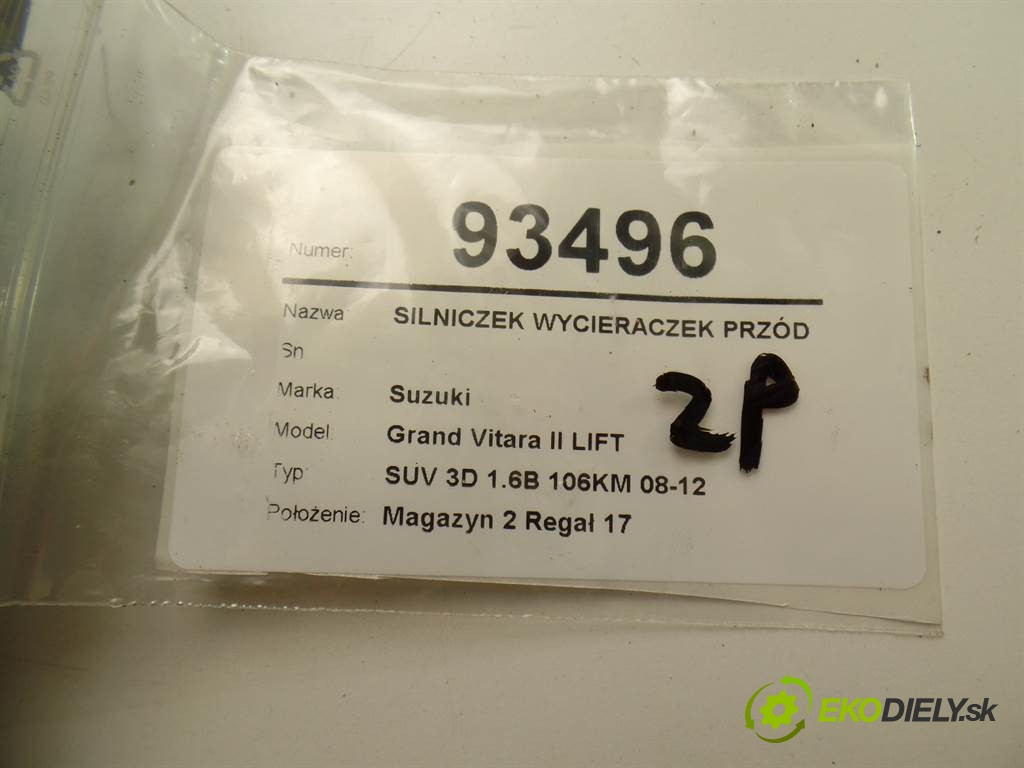 Numer: 93496
Nazwa: SILNICZEK WYCIERACZEK PRZÓD
Sn
Marka: Suzuki
Model: Grand Vitara II LIFT
Typ: SUV 3D 1.6B 106KM 08-12
Położenie: Magazyn 2 Regał 17
2P
EKODIELY.sk